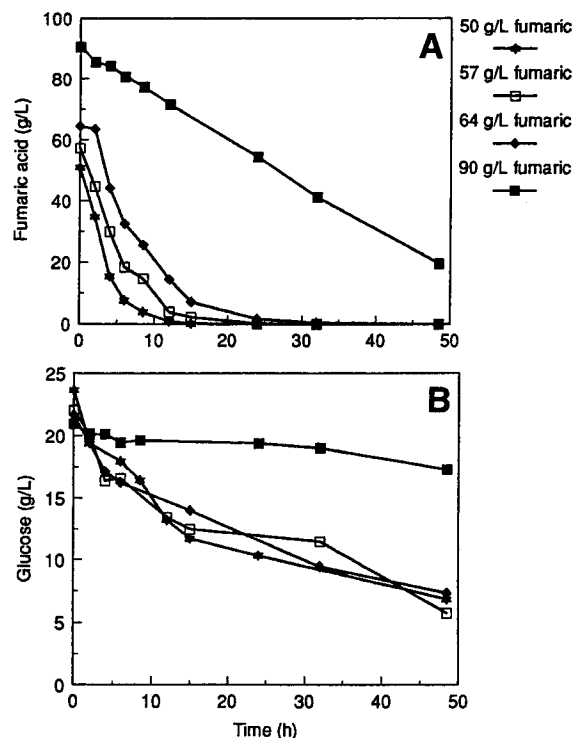 A
100
80
60
40
20
0
Fumaric acid (g/L)
0 10 20 30 40 50
50 g/L fumaric
57 g/L fumaric
64 g/L fumaric
90 g/L fumaric
B
25
20
15
10
5
0
Glucose (g/L)
0 10 20 30 40 50
Time (h)